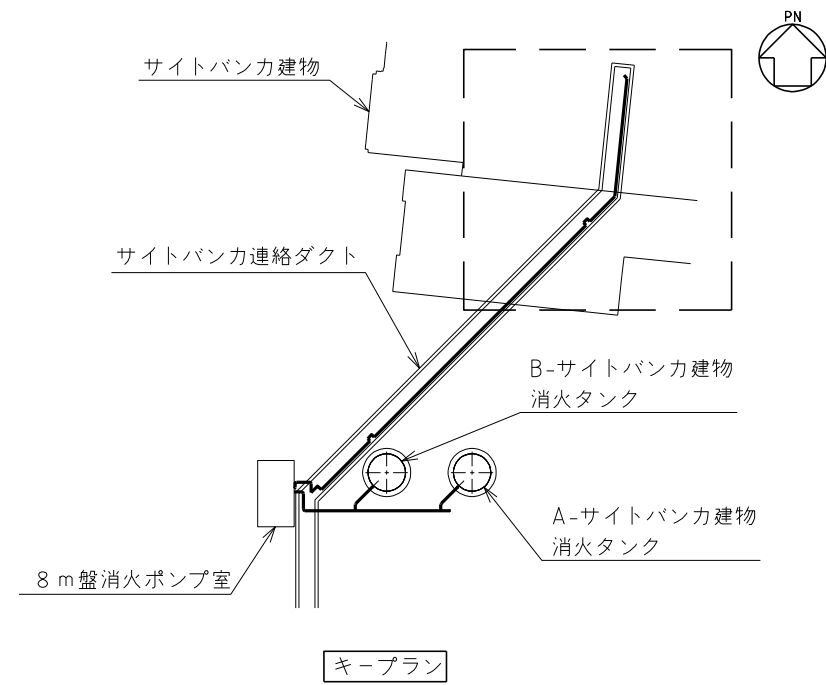 PN
サイトバンカ建物
サイトバンカ連絡ダクト
B-サイトバンカ建物
消火タンク
A-サイトバンカ建物
消火タンク
8m盤消火ポンプ室
キープラン